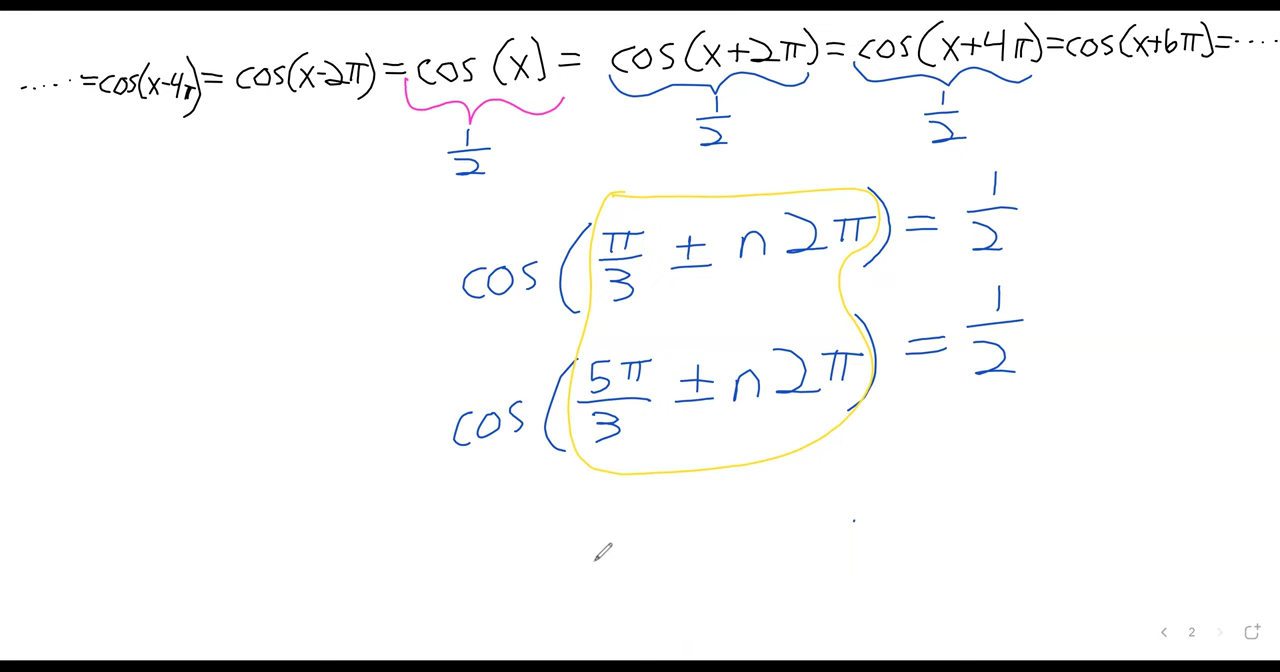 .....=cos(x-4π)= cos(x-2π)=cos(x)= cos(x+2π)=cos(x+4π)=cos(x+6π)=....
1/2 1/2 1/2
cos(π/3 ± n2π)= 1/2
cos(5π/3 ± n2π)= 1/2
2